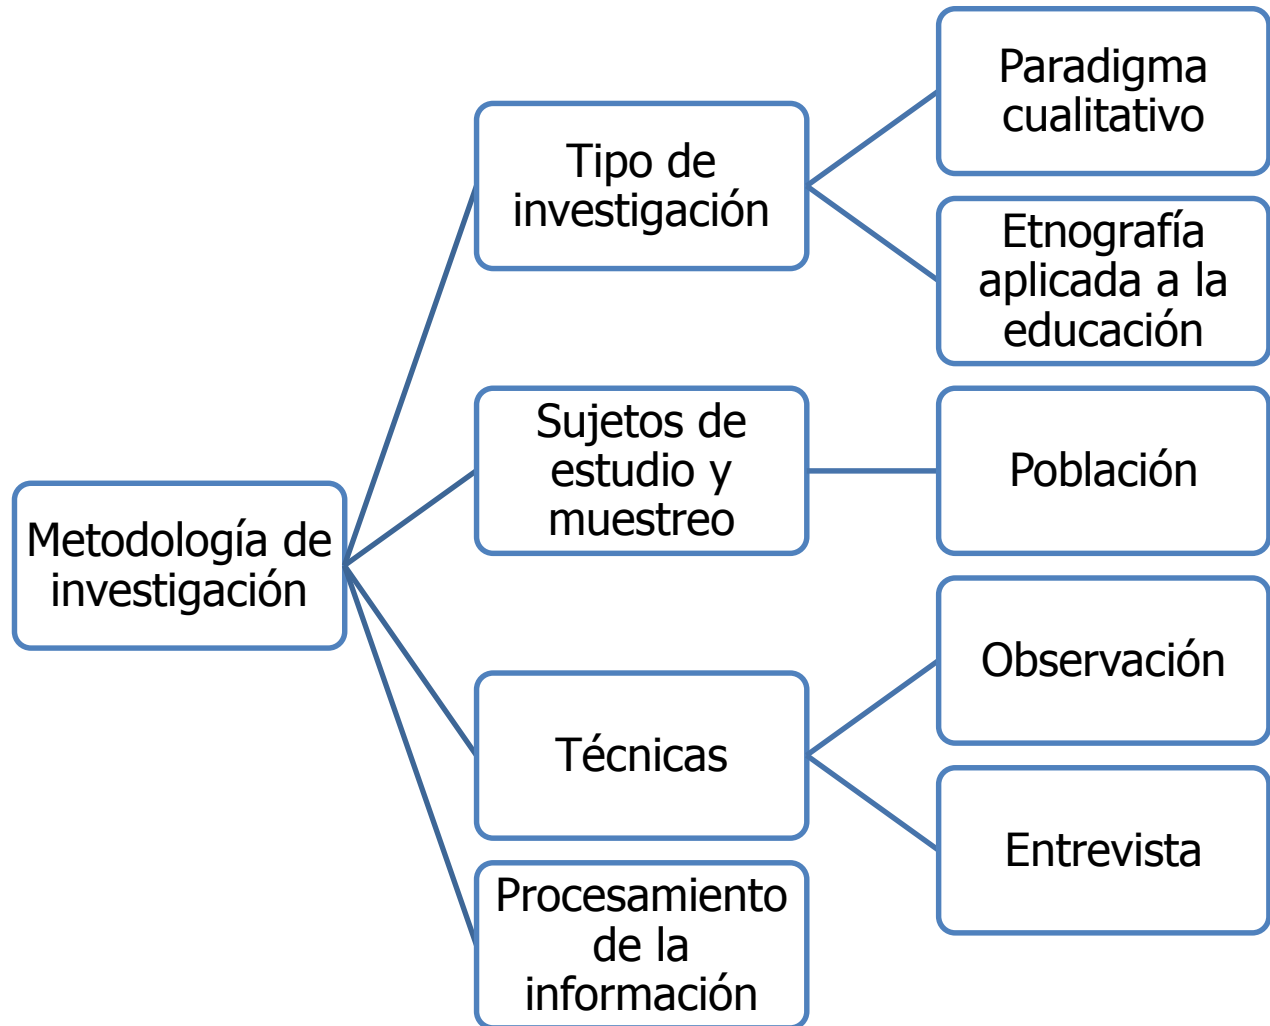 Metodología de
investigación
Tipo de
investigación
Paradigma
cualitativo
Etnografía
aplicada a la
educación
Sujetos de
estudio y
muestreo
Población
Técnicas
Observación
Entrevista
Procesamiento
de la
información